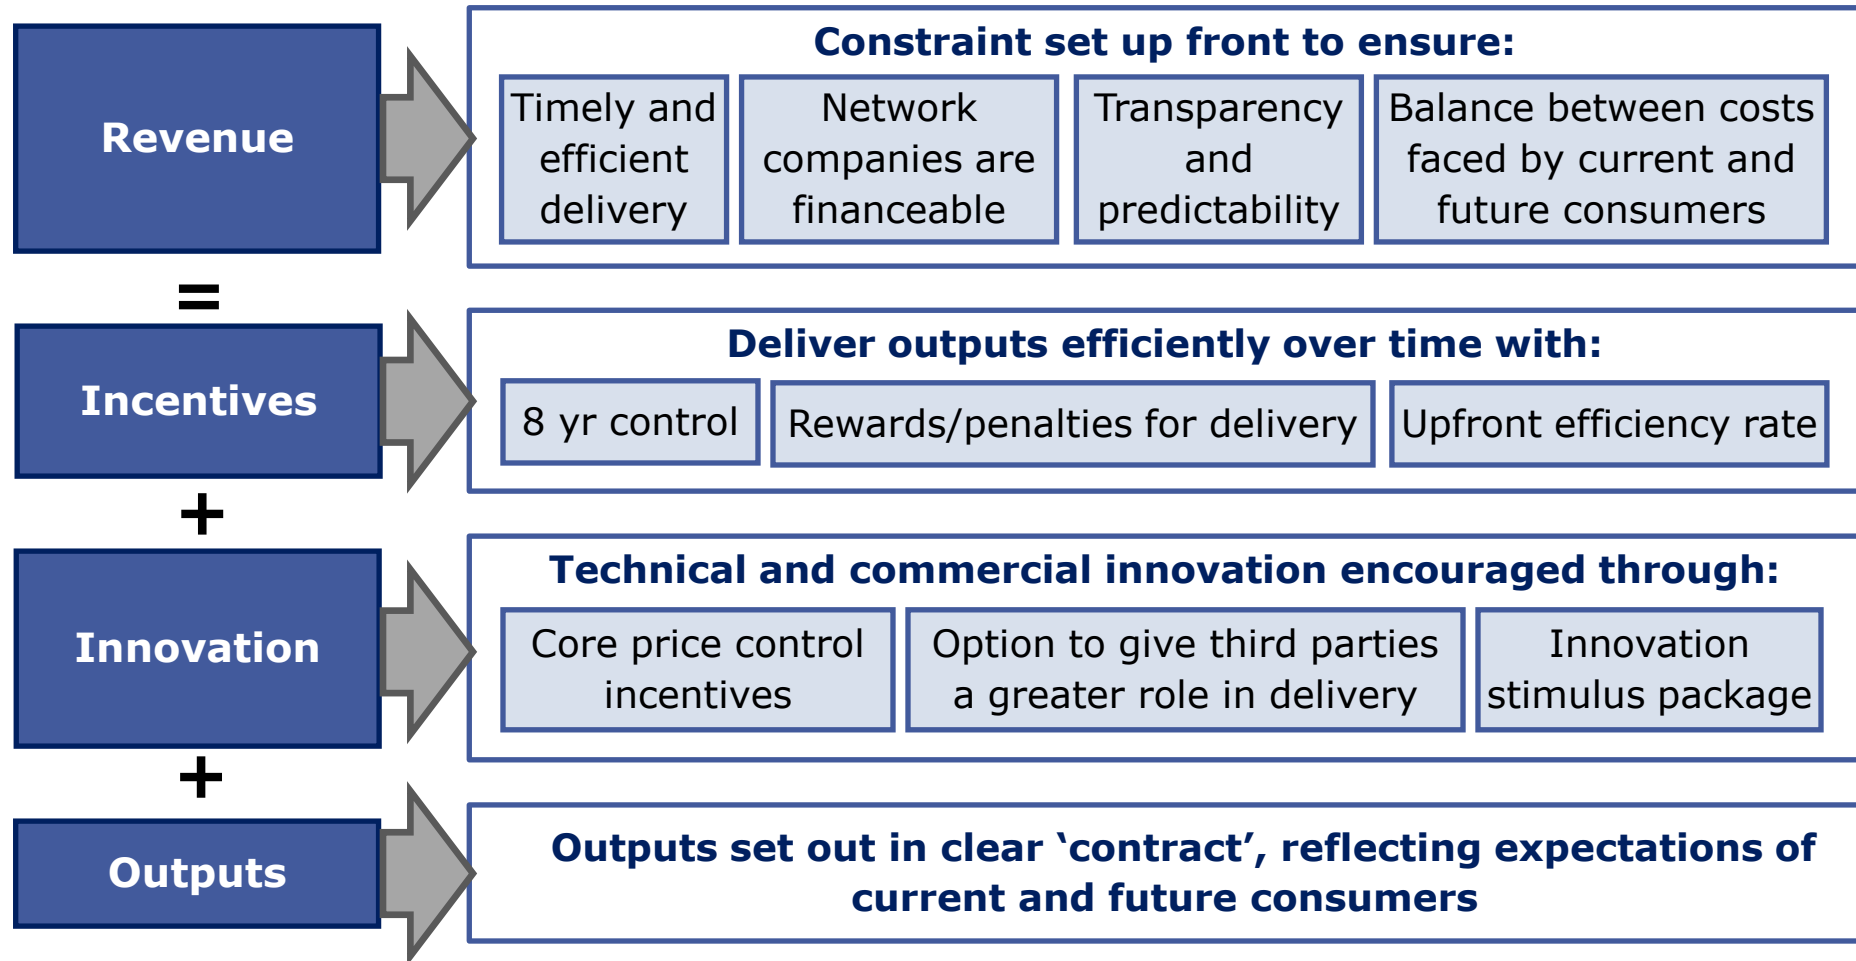 Revenue
Constraint set up front to ensure:
Timely and
efficient
delivery
Network
companies are
financeable
Transparency
and
predictability
Balance between costs
faced by current and
future consumers
=
Incentives
Deliver outputs efficiently over time with:
8 yr control
Rewards/penalties for delivery
Upfront efficiency rate
+
Innovation
Technical and commercial innovation encouraged through:
Core price control
incentives
Option to give third parties
a greater role in delivery
Innovation
stimulus package
+
Outputs
Outputs set out in clear ‘contract’, reflecting expectations of
current and future consumers